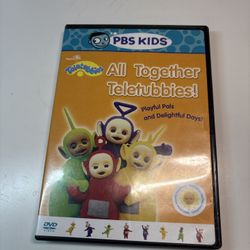 PBS KIDS
Teletubbies
All Together
Teletubbies!
Playful Pals
and Delightful Days!
DVD